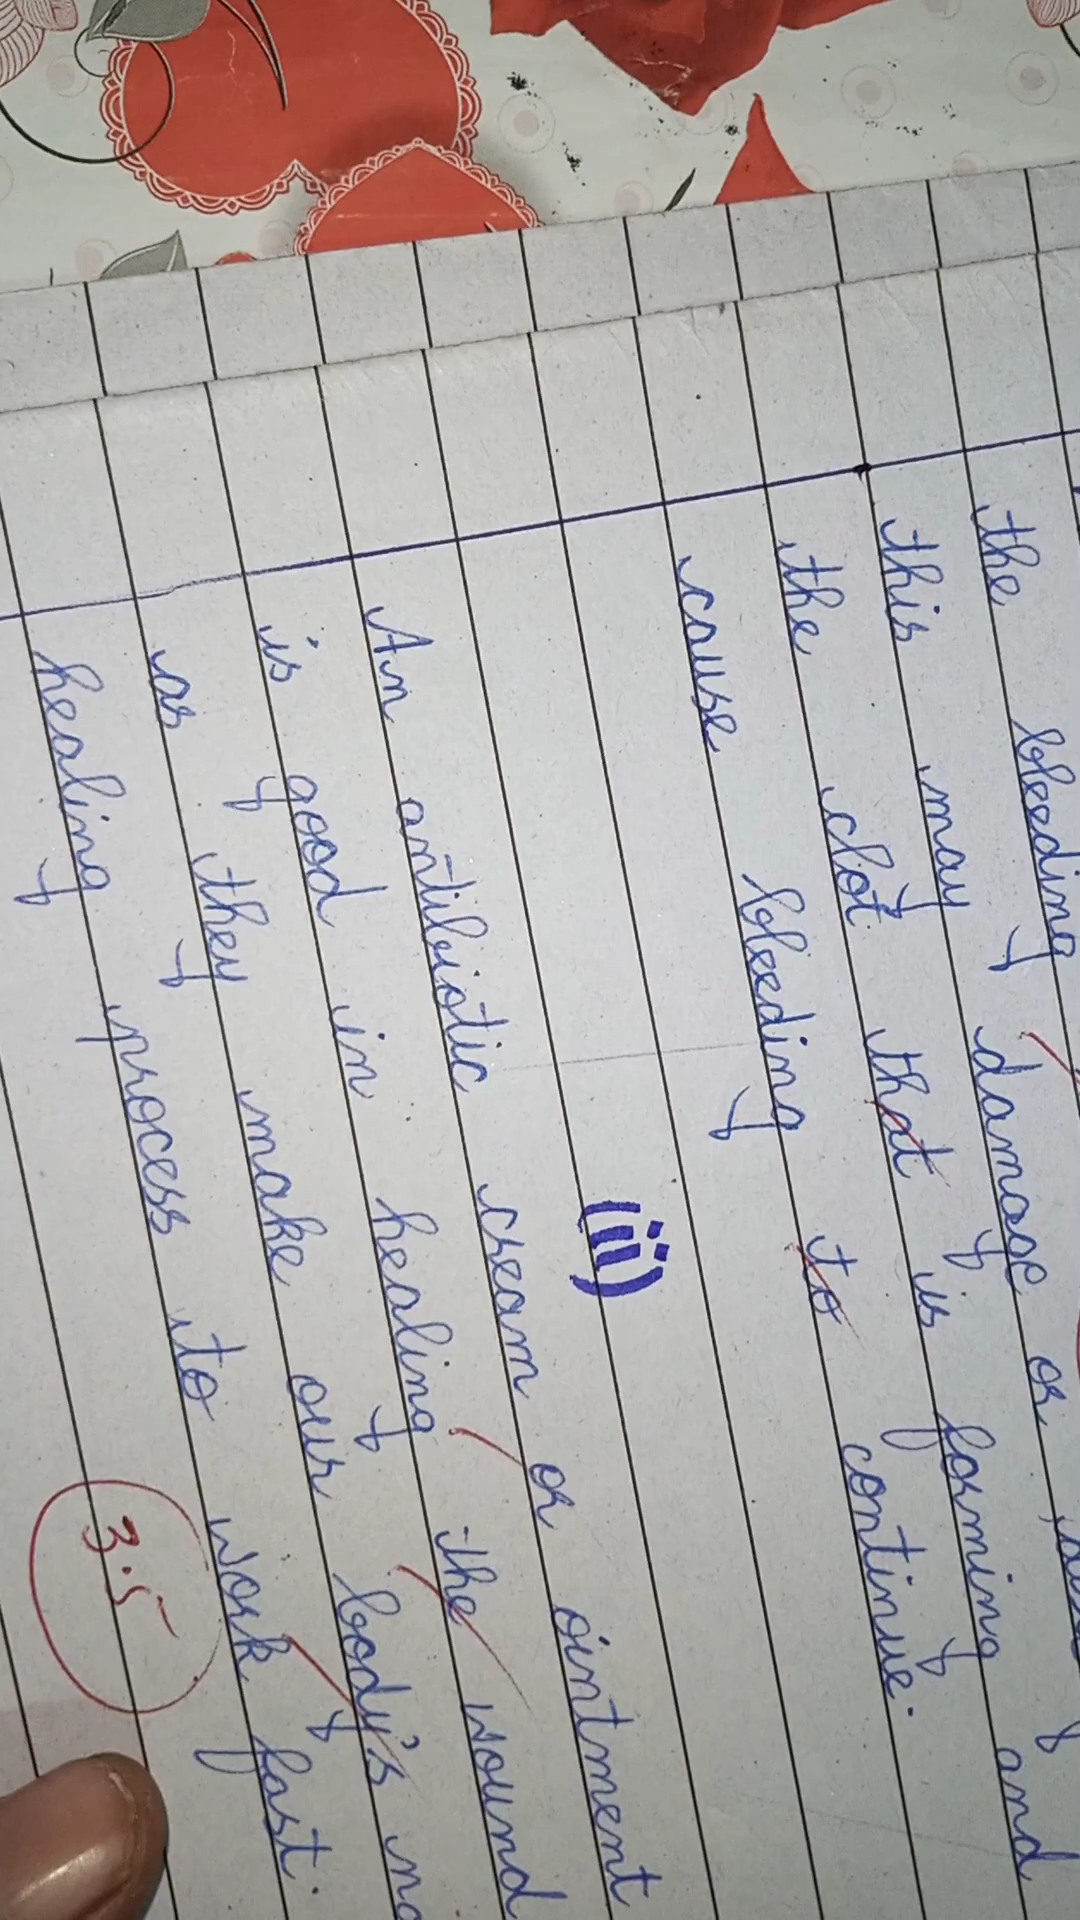 the bleeding
this may damage or
the clot that is forming and
cause bleeding to continue.
(ii)
An antibiotic cream or ointment
is good in healing the wound
as they make our body's
healing process to work fast.
3.5